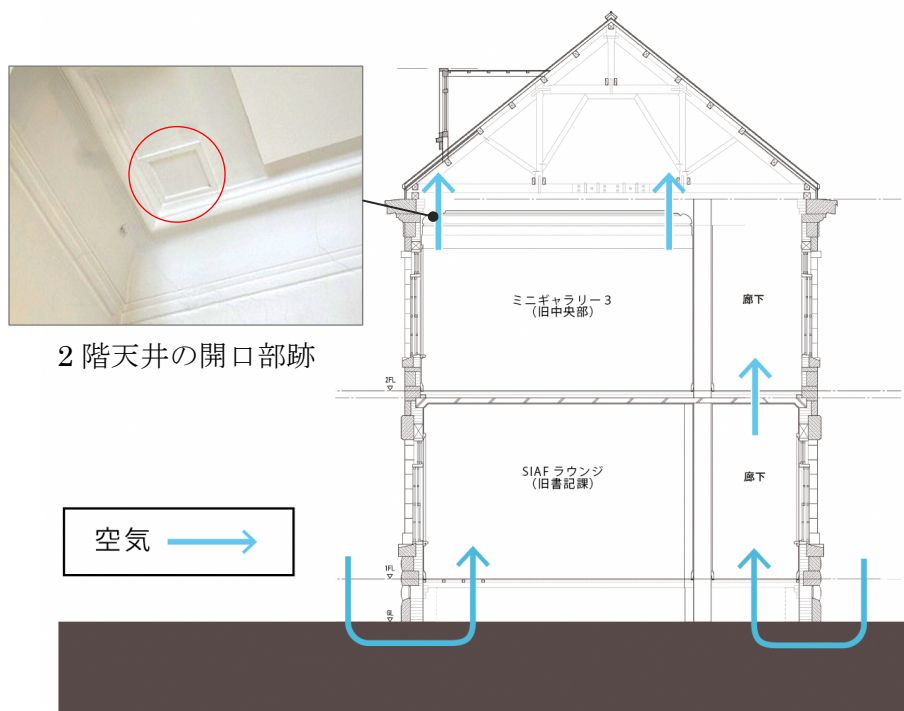 2 階天井の開口部跡
ミニギャラリー 3
（旧中央部）
廊下
2FL
SIAF ラウンジ
（旧書記課）
廊下
空気
1FL
GL